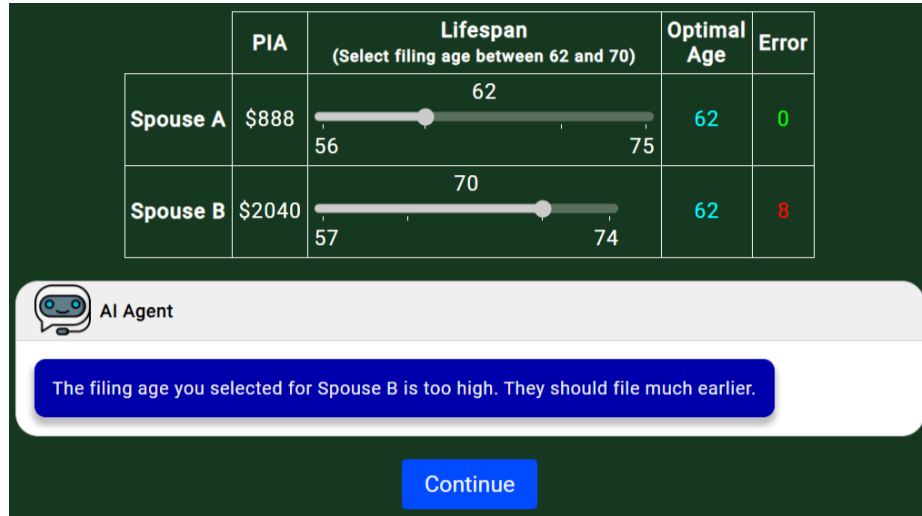 PIA
Lifespan
(Select filing age between 62 and 70)
Optimal
Age
Error
Spouse A
$888
62
56
75
62
0
Spouse B
$2040
70
57
74
62
8
AI Agent
The filing age you selected for Spouse B is too high. They should file much earlier.
Continue